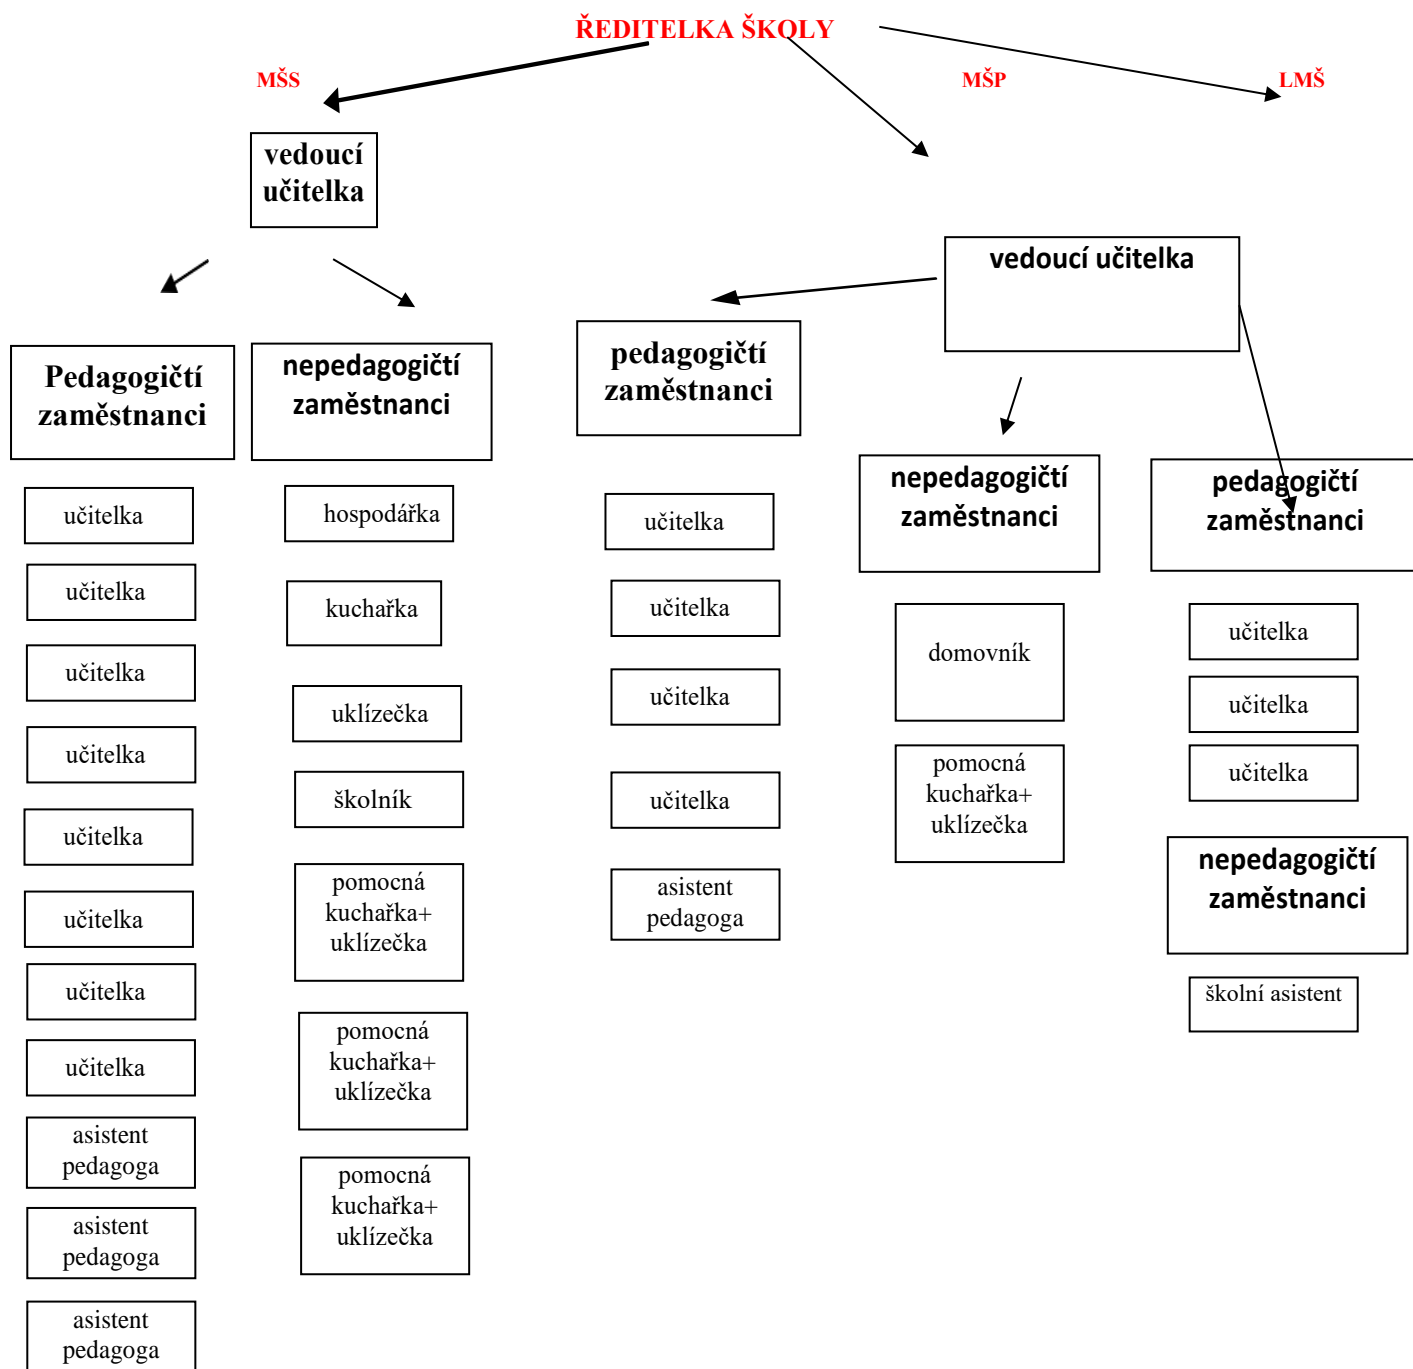 ŘEDITELKA ŠKOLY
MŠS
MŠP
LMŠ
vedoucí
učitelka
vedoucí učitelka
Pedagogičtí
zaměstnanci
učitelka
učitelka
učitelka
učitelka
učitelka
učitelka
učitelka
učitelka
asistent
pedagoga
asistent
pedagoga
asistent
pedagoga
nepedagogičtí
zaměstnanci
hospodářka
kuchařka
uklízečka
školník
pomocná
kuchařka+
uklízečka
pomocná
kuchařka+
uklízečka
pomocná
kuchařka+
uklízečka
pedagogičtí
zaměstnanci
učitelka
učitelka
učitelka
učitelka
asistent
pedagoga
nepedagogičtí
zaměstnanci
domovník
pomocná
kuchařka+
uklízečka
pedagogičtí
zaměstnanci
učitelka
učitelka
učitelka
nepedagogičtí
zaměstnanci
školní asistent